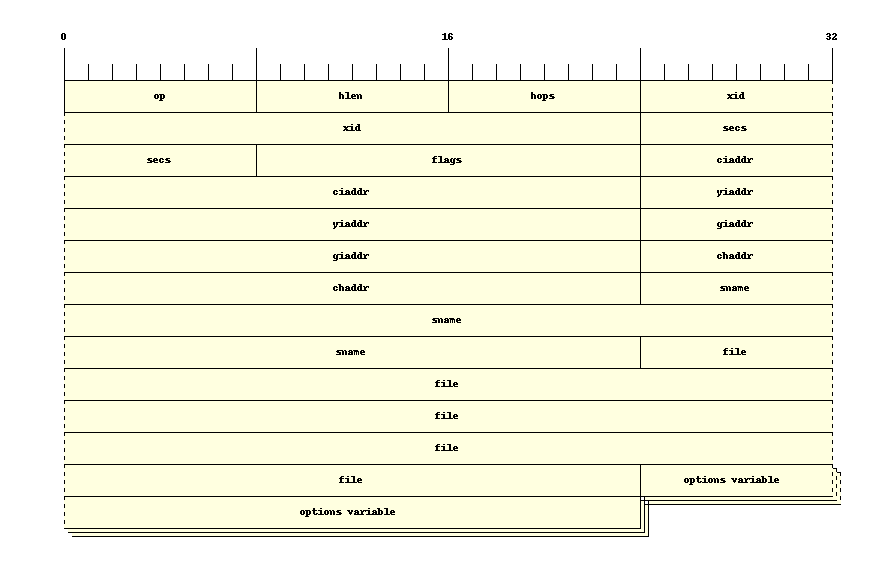 0 16 32
op hlen hops xid
xid secs
secs flags ciaddr
ciaddr yiaddr
yiaddr giaddr
giaddr chaddr
chaddr sname
sname
sname file
file
file
file
file options variable
options variable